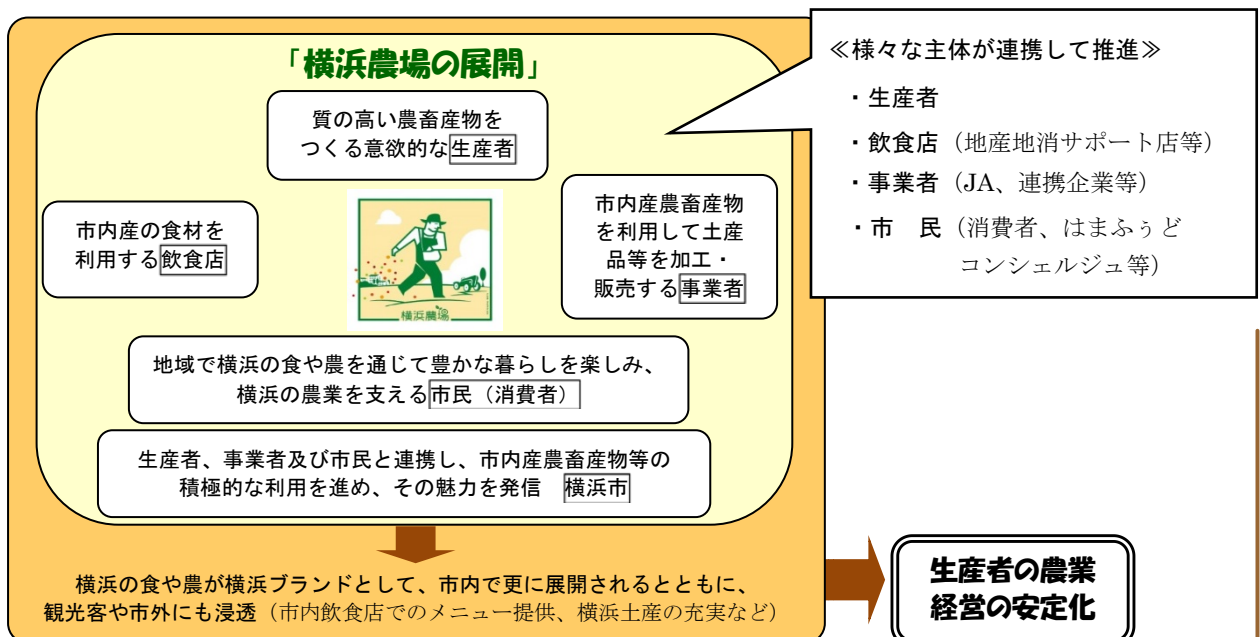 「横浜農場の展開」
質の高い農畜産物を
つくる意欲的な生産者
市内産の食材を
利用する飲食店
横浜農場
市内産農畜産物
を利用して土産
品等を加工・
販売する事業者
地域で横浜の食や農を通じて豊かな暮らしを楽しみ、
横浜の農業を支える市民（消費者）
生産者、事業者及び市民と連携し、市内産農畜産物等の
積極的な利用を進め、その魅力を発信　横浜市
横浜の食や農が横浜ブランドとして、市内で更に展開されるとともに、
観光客や市外にも浸透（市内飲食店でのメニュー提供、横浜土産の充実など）
≪様々な主体が連携して推進≫
・生産者
・飲食店（地産地消サポート店等）
・事業者（JA、連携企業等）
・市　民（消費者、はまふぅど
コンシェルジュ等）
生産者の農業
経営の安定化